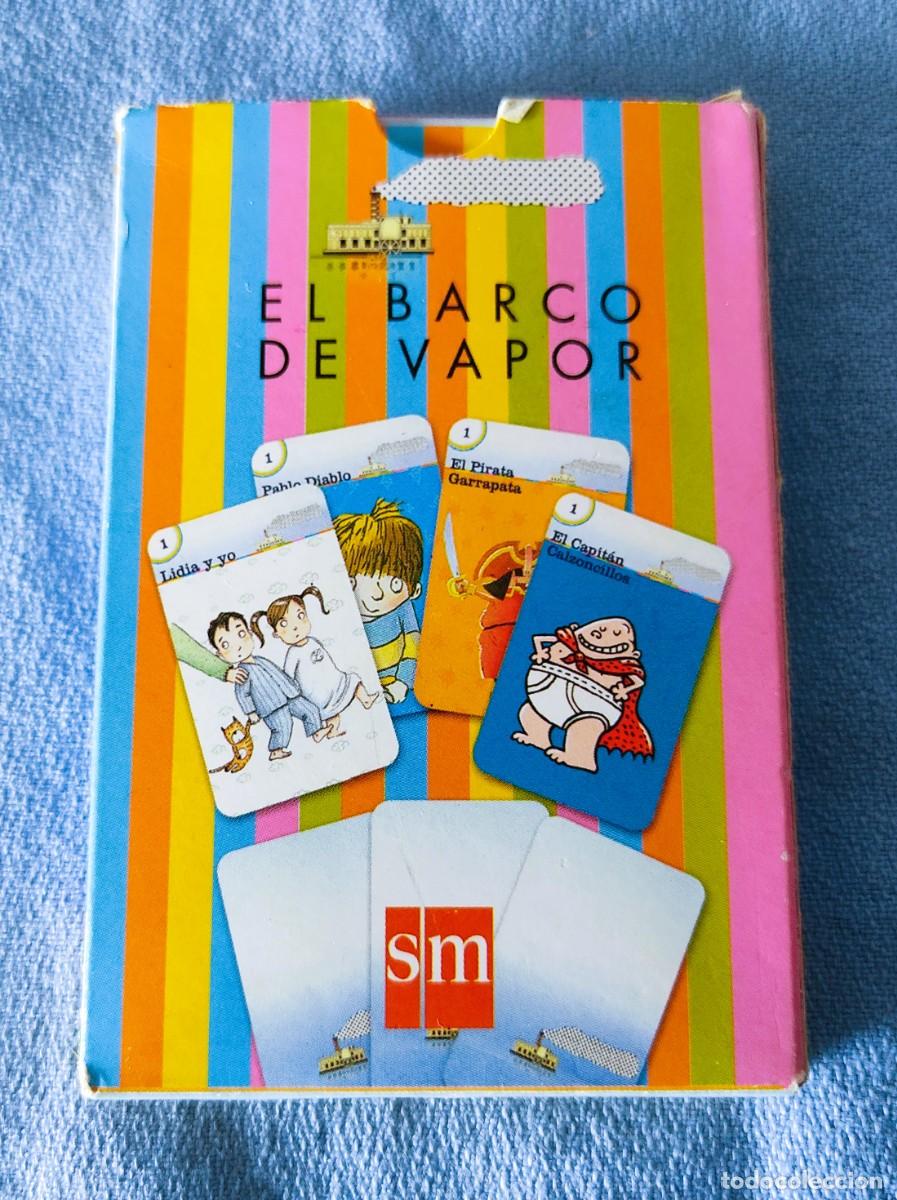 EL BARCO
DE VAPOR
1
Pablo Diablo
1
El Pirata
Garrapata
1
Lidia y yo
1
El Capitán
Calzoncillos
sm
todocoleccion